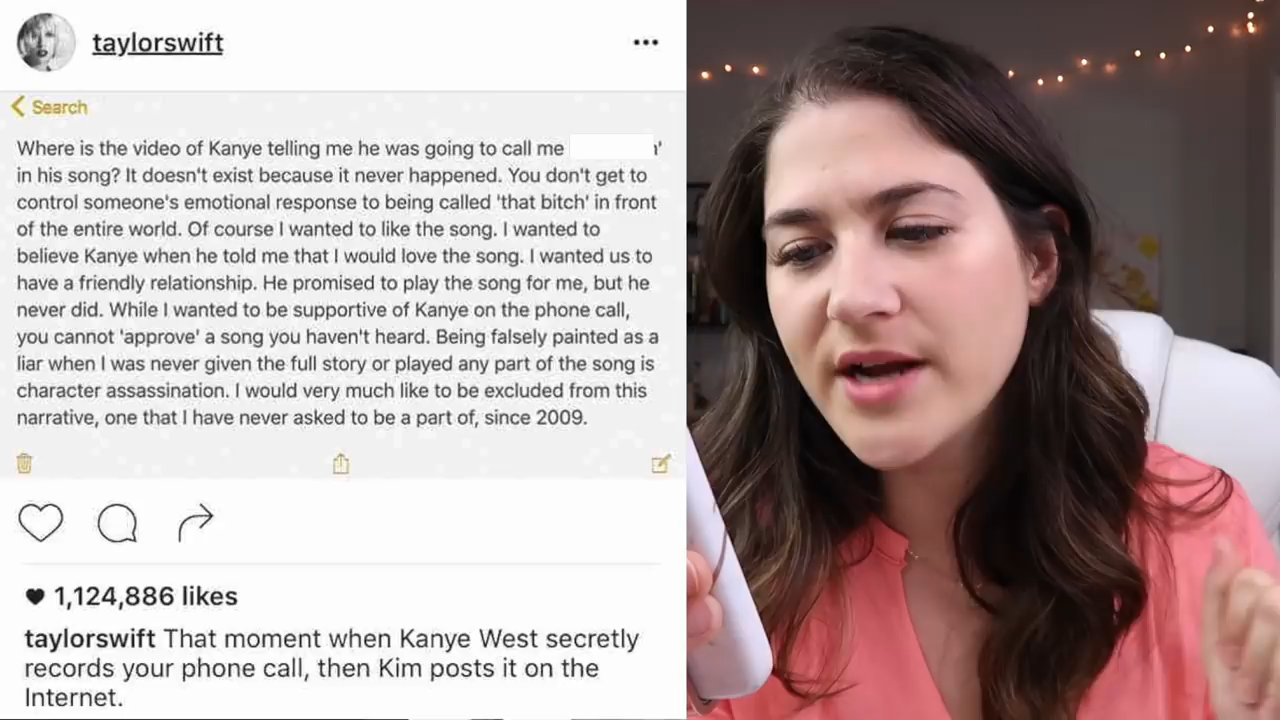 taylorswift
Search
Where is the video of Kanye telling me he was going to call me '
in his song? It doesn't exist because it never happened. You don't get to
control someone's emotional response to being called 'that bitch' in front
of the entire world. Of course I wanted to like the song. I wanted to
believe Kanye when he told me that I would love the song. I wanted us to
have a friendly relationship. He promised to play the song for me, but he
never did. While I wanted to be supportive of Kanye on the phone call,
you cannot 'approve' a song you haven't heard. Being falsely painted as a
liar when I was never given the full story or played any part of the song is
character assassination. I would very much like to be excluded from this
narrative, one that I have never asked to be a part of, since 2009.
1,124,886 likes
taylorswift That moment when Kanye West secretly
records your phone call, then Kim posts it on the
Internet.